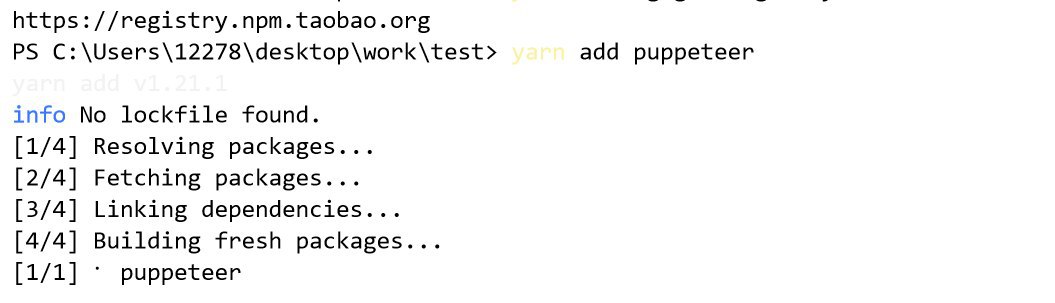 https://registry.npm.taobao.org
PS C:\Users\12278\desktop\work\test> yarn add puppeteer
yarn add v1.21.1
info No lockfile found.
[1/4] Resolving packages...
[2/4] Fetching packages...
[3/4] Linking dependencies...
[4/4] Building fresh packages...
[1/1] ⠁ puppeteer